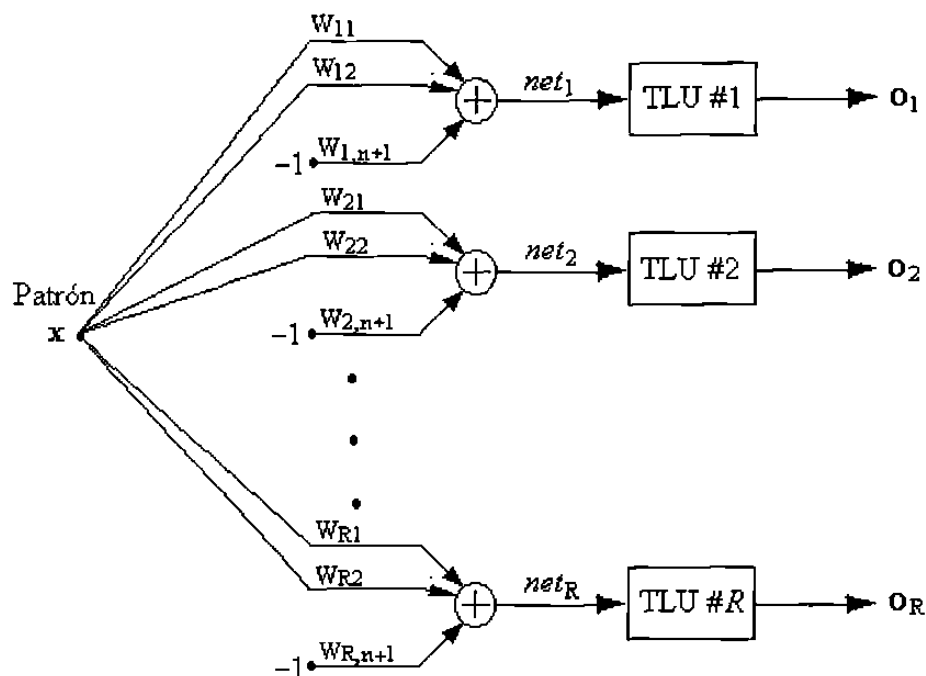 W11
W12
net1
TLU #1
o1
−1
W1,n+1
W21
W22
net2
TLU #2
o2
Patrón
x
−1
W2,n+1
WR1
WR2
netR
TLU #R
oR
−1
WR,n+1